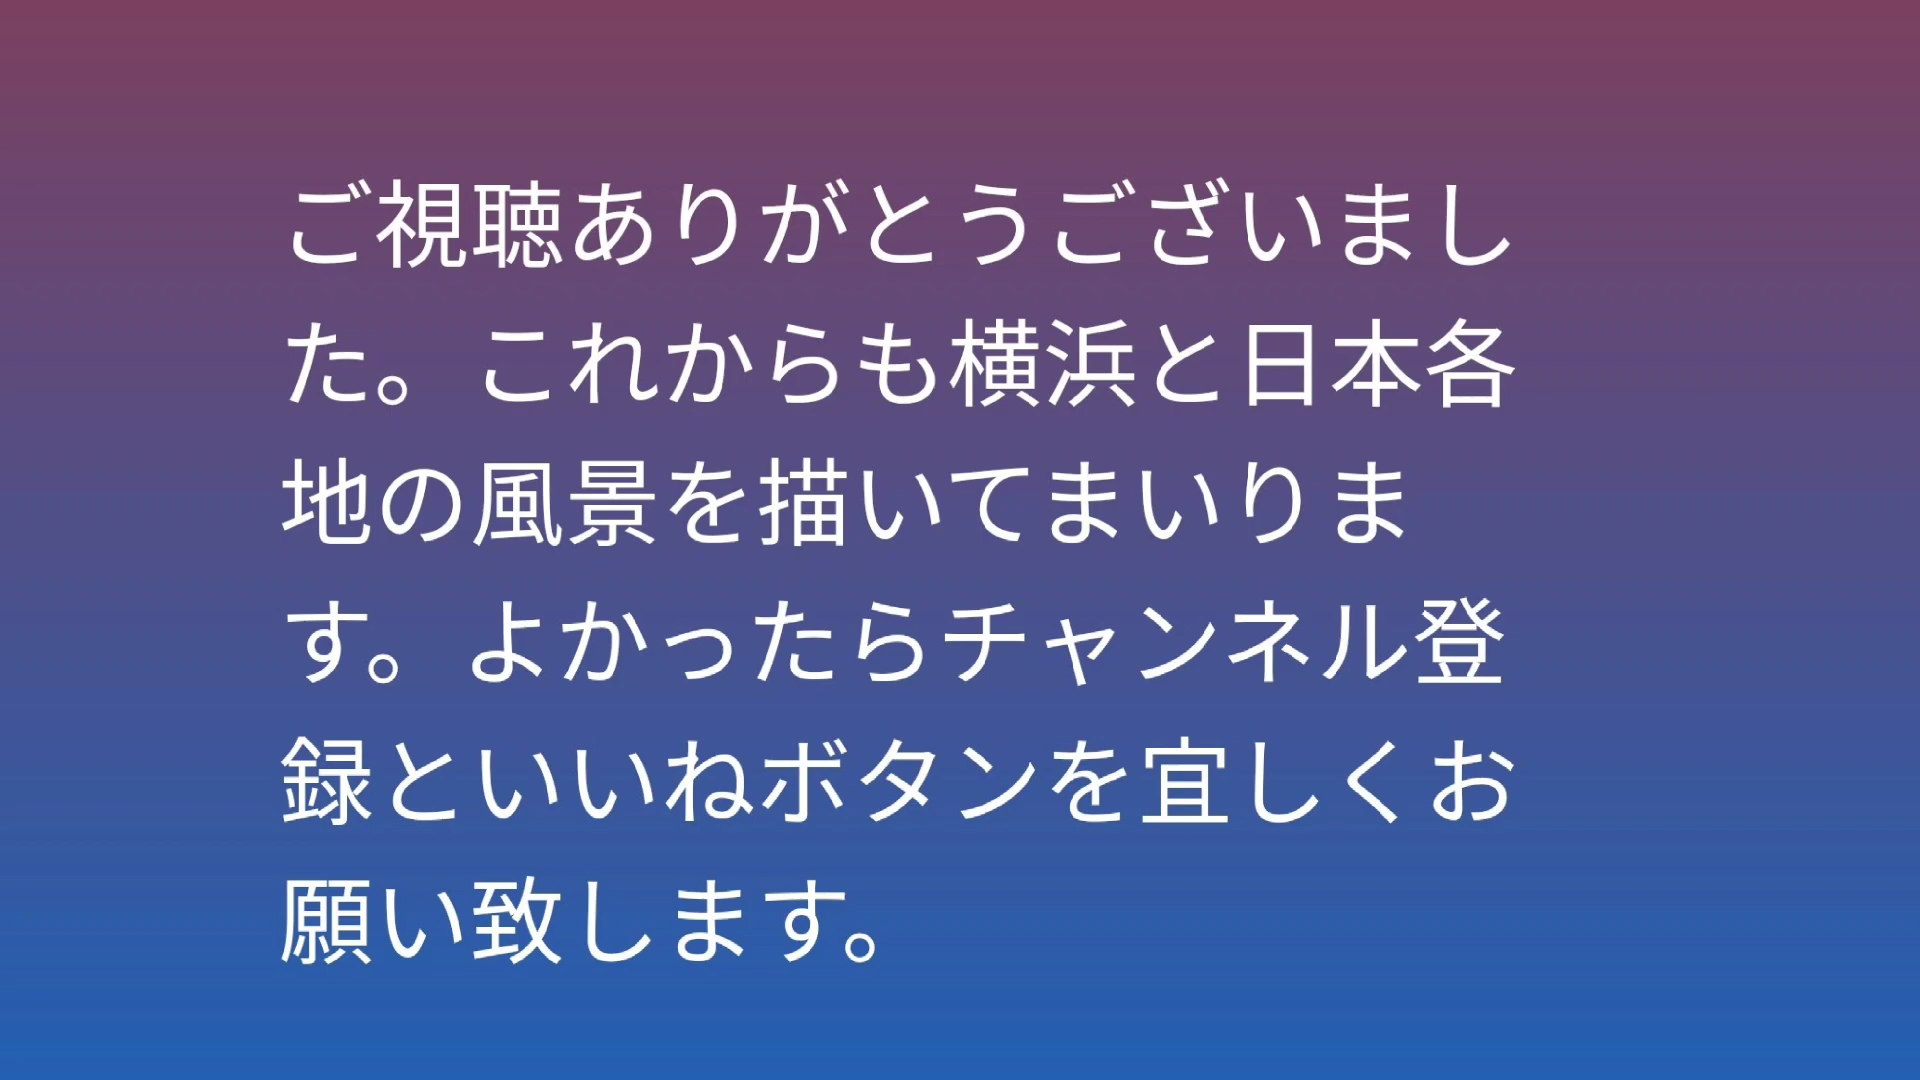 ご視聴ありがとうございまし
た。これからも横浜と日本各
地の風景を描いてまいりま
す。よかったらチャンネル登
録といいねボタンを宜しくお
願い致します。